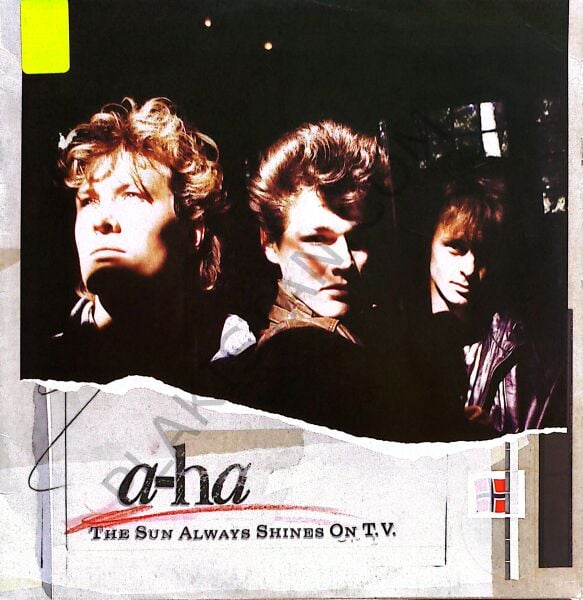 a-ha
THE SUN ALWAYS SHINES ON T.V.